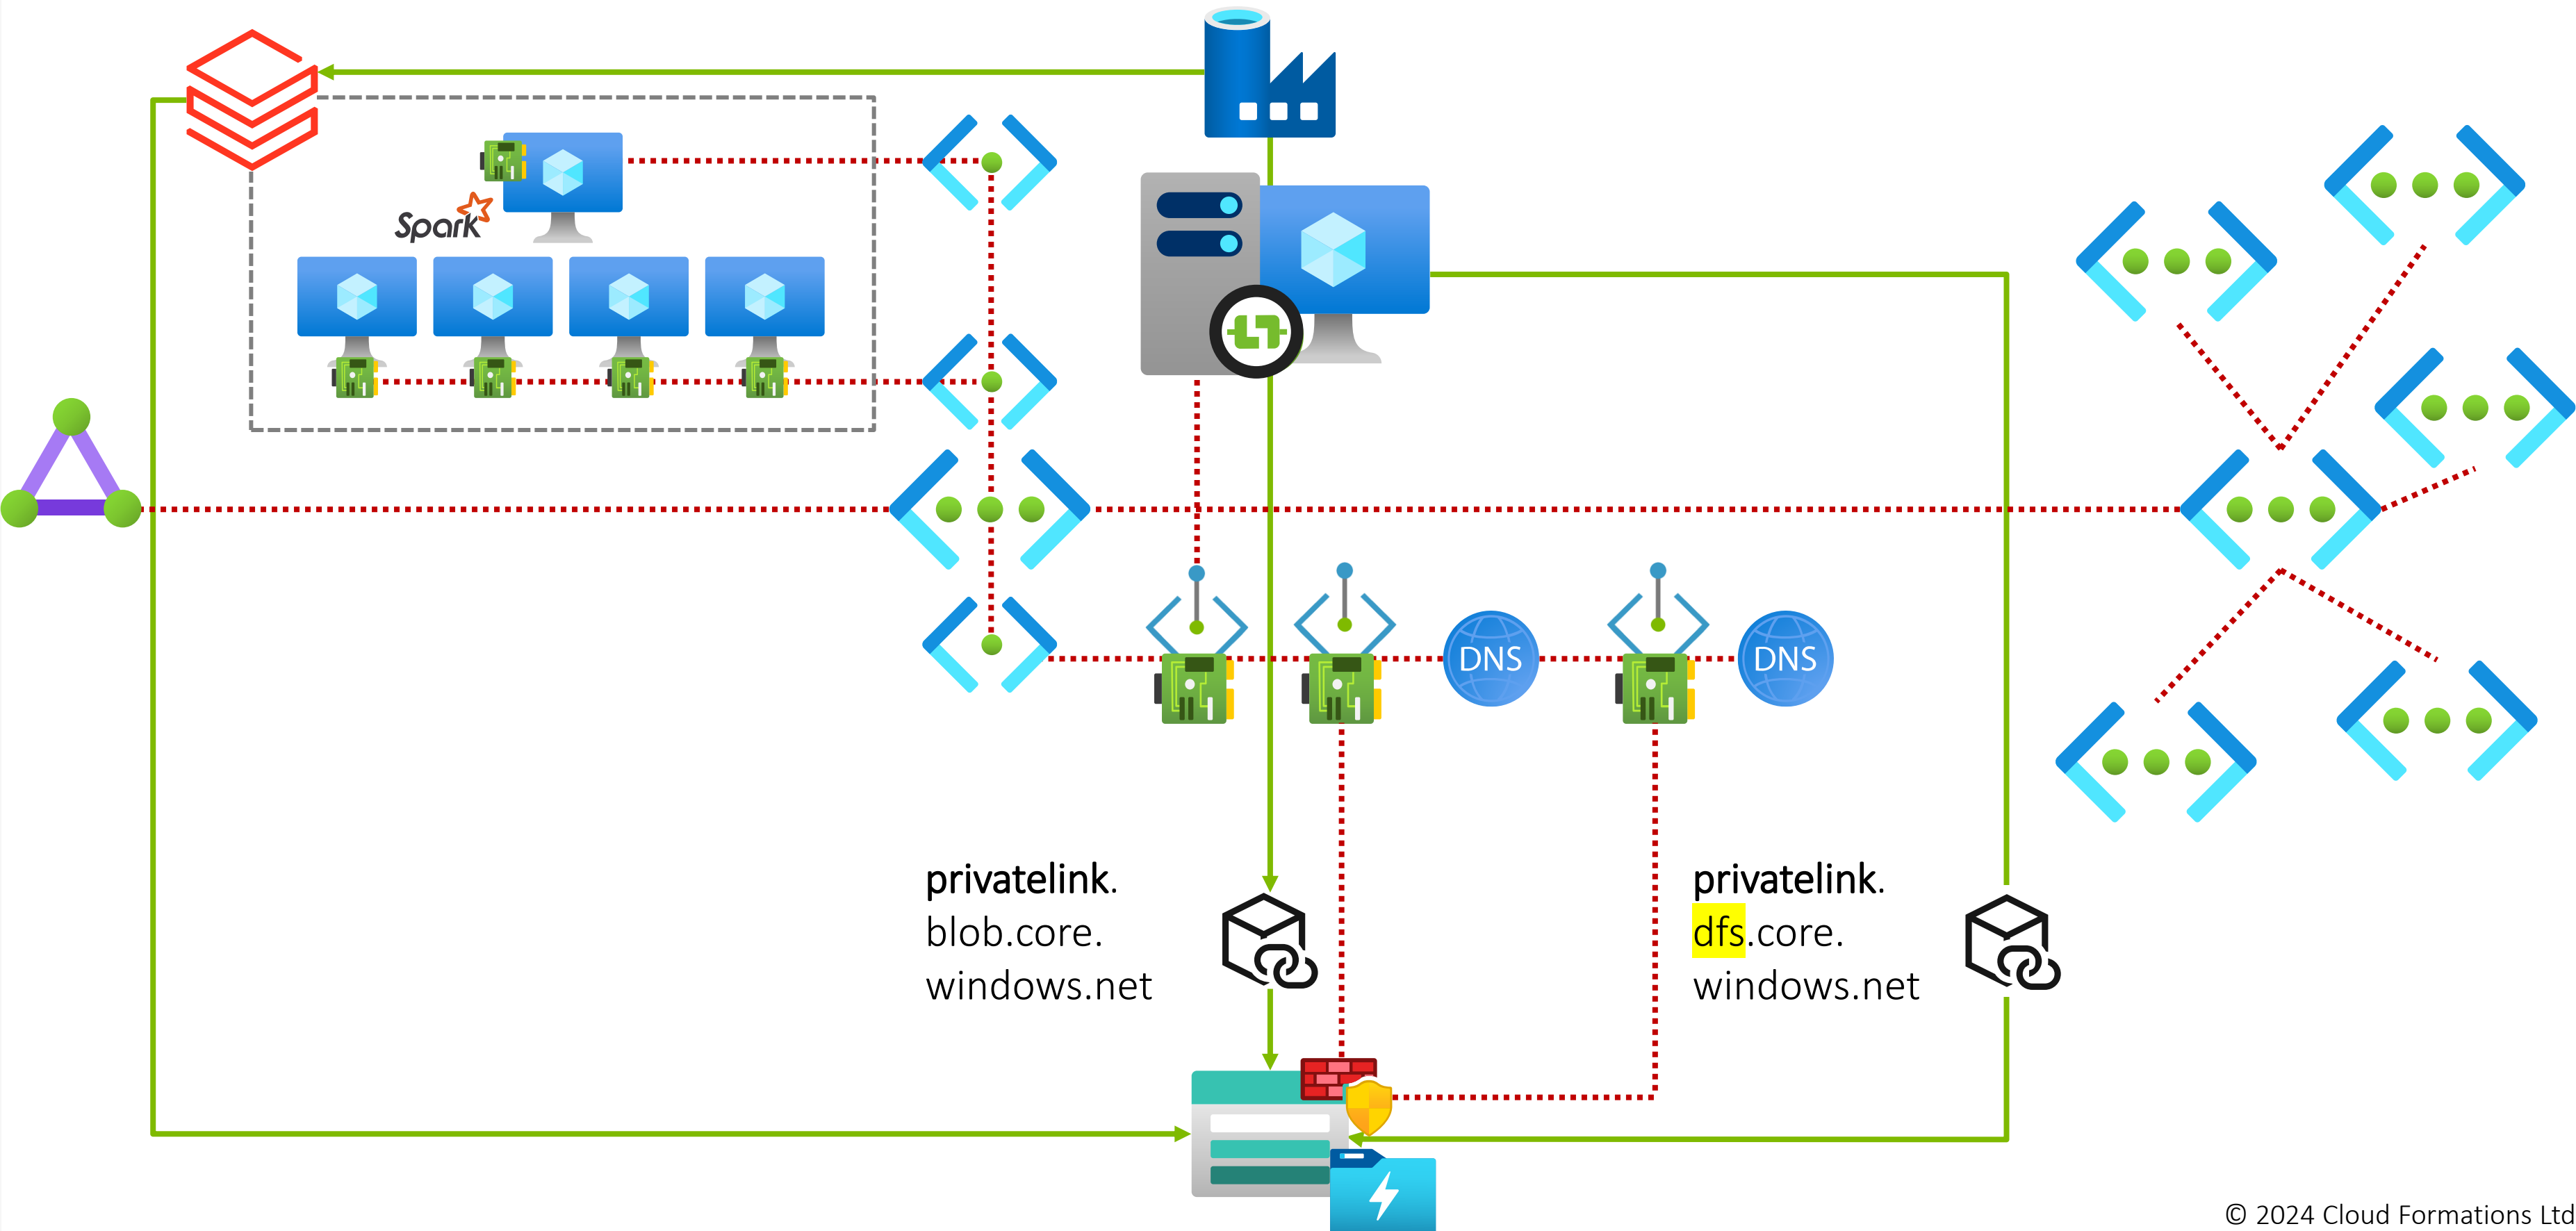 Spark
DNS
DNS
privatelink.
blob.core.
windows.net
privatelink.
dfs.core.
windows.net
© 2024 Cloud Formations Ltd